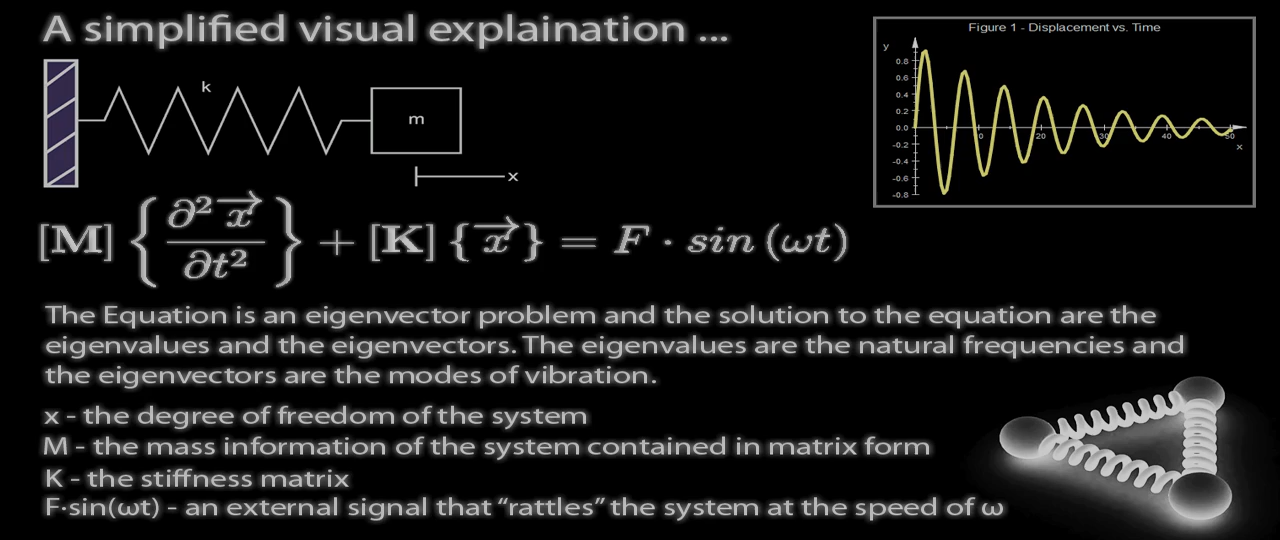 A simplified visual explaination ...
Figure 1 - Displacement vs. Time
y
0.8
0.6
0.4
0.2
0.0
-0.2
-0.4
-0.6
-0.8
20 30 40 50
x
k
m
x
[M] { ∂² x⃗ / ∂t² } + [K] { x⃗ } = F · sin (ωt)
The Equation is an eigenvector problem and the solution to the equation are the
eigenvalues and the eigenvectors. The eigenvalues are the natural frequencies and
the eigenvectors are the modes of vibration.
x - the degree of freedom of the system
M - the mass information of the system contained in matrix form
K - the stiffness matrix
F·sin(ωt) - an external signal that “rattles” the system at the speed of ω